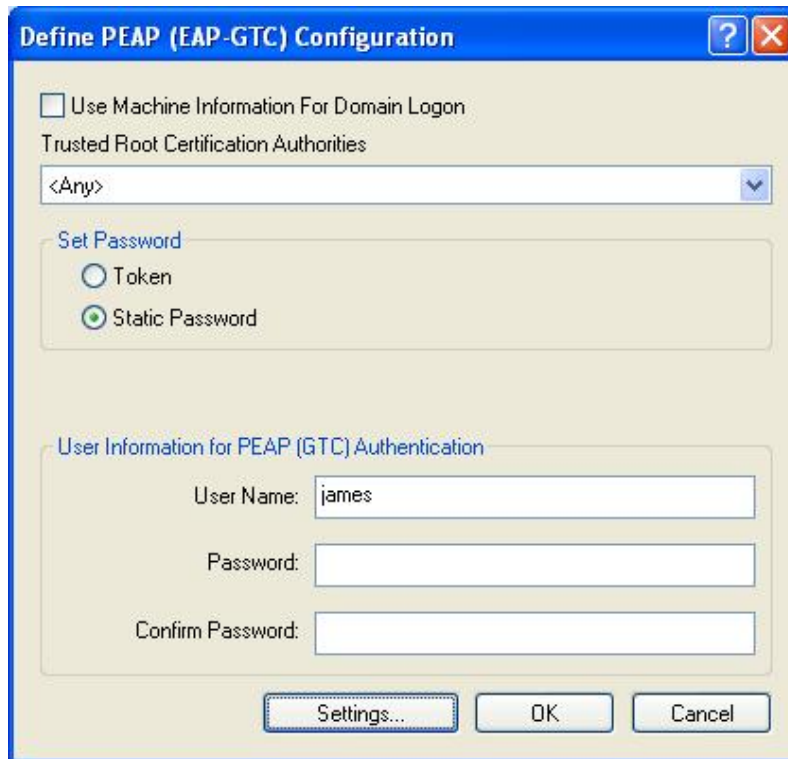 Define PEAP (EAP-GTC) Configuration
Use Machine Information For Domain Logon
Trusted Root Certification Authorities
<Any>
Set Password
Token
Static Password
User Information for PEAP (GTC) Authentication
User Name: james
Password:
Confirm Password:
Settings... OK Cancel